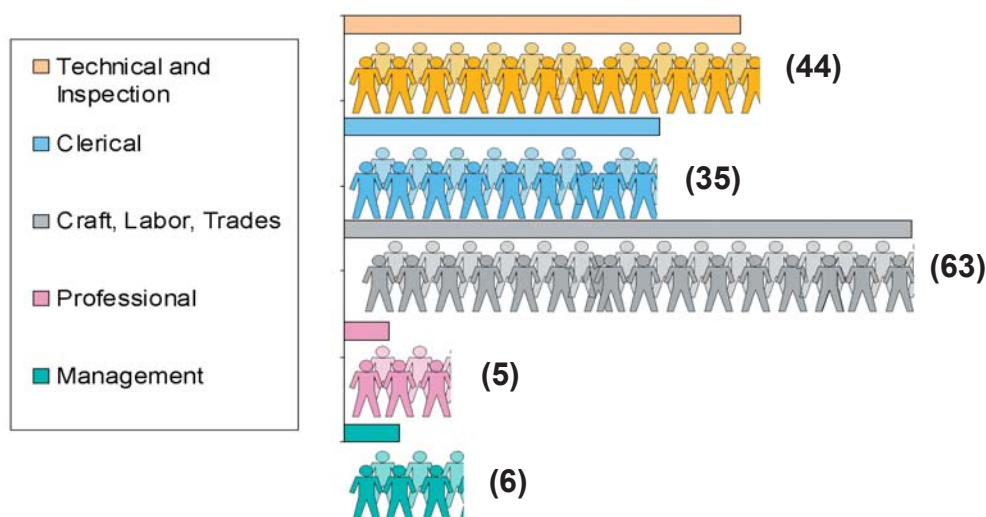 Technical and
Inspection
Clerical
Craft, Labor, Trades
Professional
Management
(44)
(35)
(63)
(5)
(6)